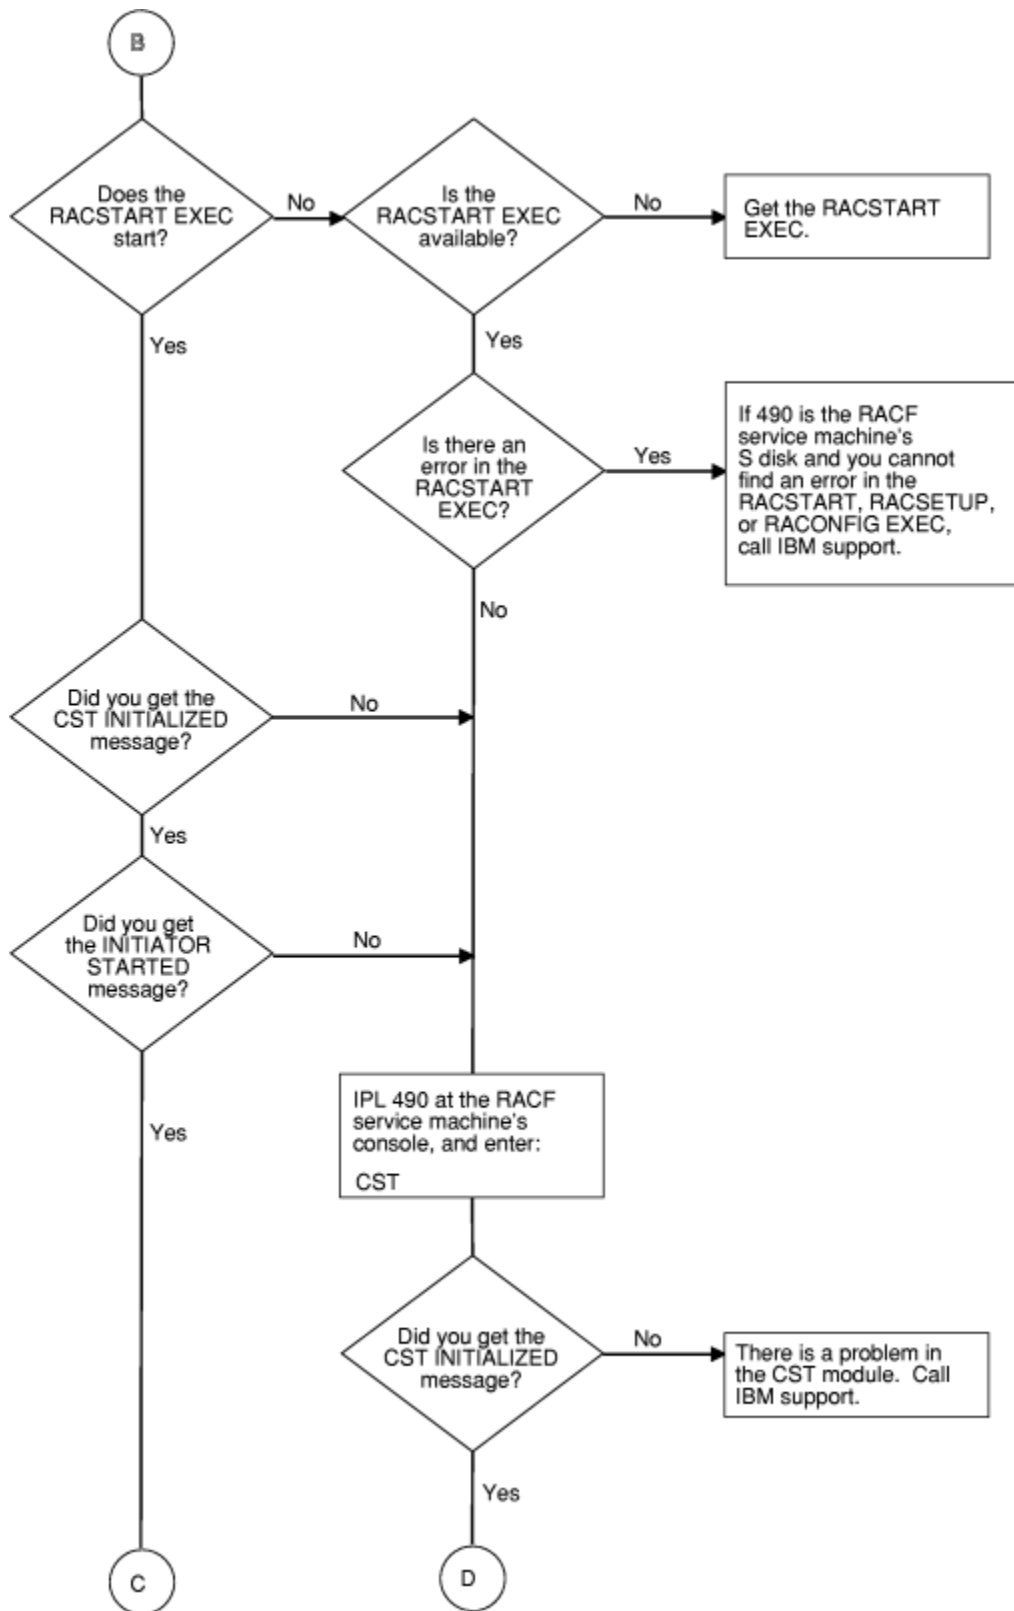 B
Does the
RACSTART EXEC
start?
No
Is the
RACSTART EXEC
available?
No
Get the RACSTART
EXEC.
Yes
Yes
Is there an
error in the
RACSTART
EXEC?
Yes
If 490 is the RACF
service machine's
S disk and you cannot
find an error in the
RACSTART, RACSETUP,
or RACONFIG EXEC,
call IBM support.
No
Did you get the
CST INITIALIZED
message?
No
Yes
Did you get
the INITIATOR
STARTED
message?
No
Yes
IPL 490 at the RACF
service machine's
console, and enter:
CST
Did you get the
CST INITIALIZED
message?
No
There is a problem in
the CST module. Call
IBM support.
Yes
C
D